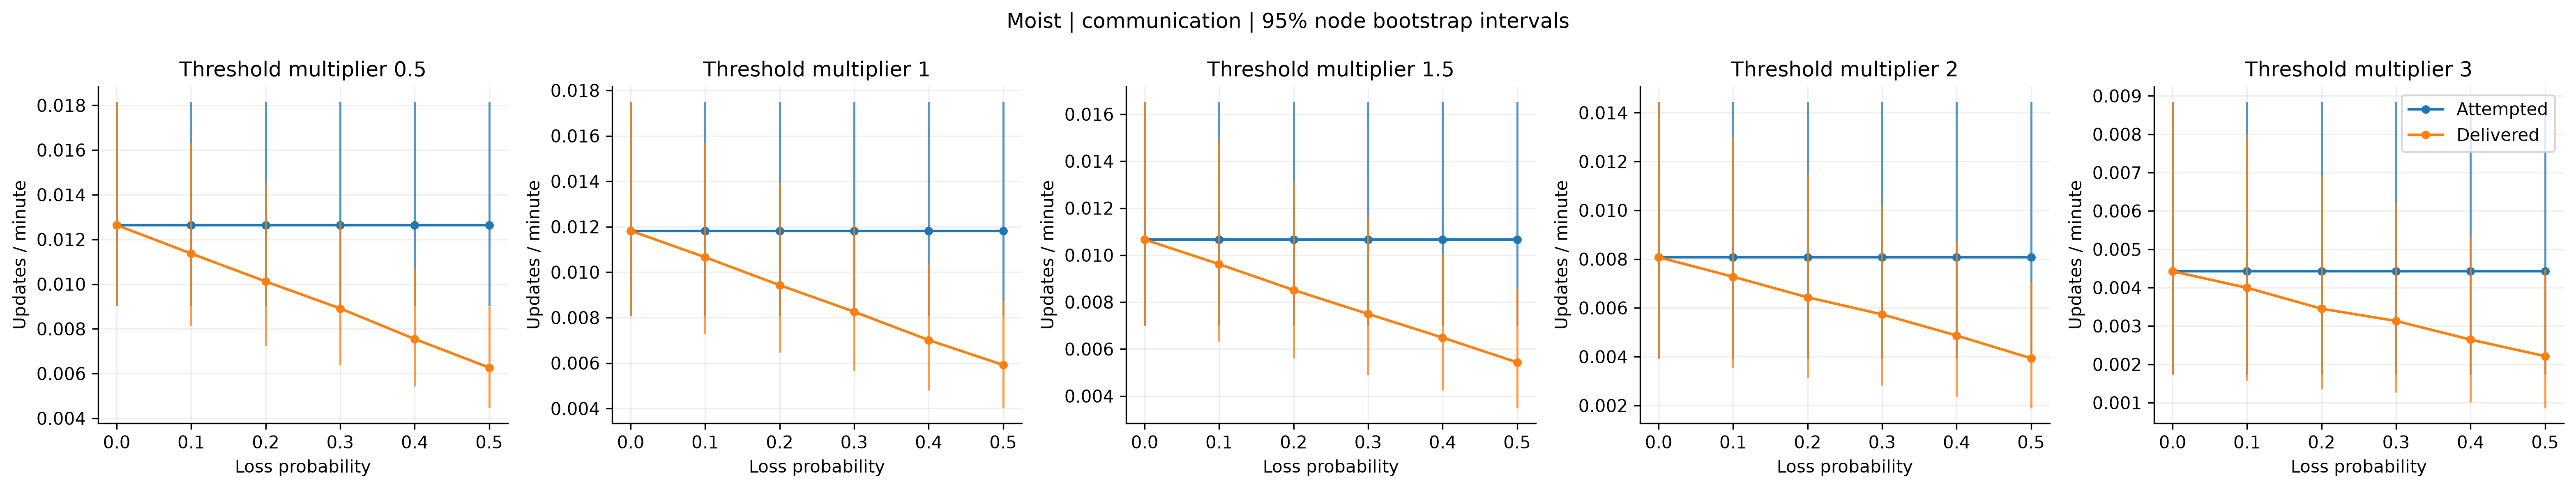 Moist | communication | 95% node bootstrap intervals
Threshold multiplier 0.5
Updates / minute
0.018
0.016
0.014
0.012
0.010
0.008
0.006
0.004
0.0 0.1 0.2 0.3 0.4 0.5
Loss probability
Threshold multiplier 1
Updates / minute
0.018
0.016
0.014
0.012
0.010
0.008
0.006
0.004
0.0 0.1 0.2 0.3 0.4 0.5
Loss probability
Threshold multiplier 1.5
Updates / minute
0.016
0.014
0.012
0.010
0.008
0.006
0.004
0.0 0.1 0.2 0.3 0.4 0.5
Loss probability
Threshold multiplier 2
Updates / minute
0.014
0.012
0.010
0.008
0.006
0.004
0.002
0.0 0.1 0.2 0.3 0.4 0.5
Loss probability
Threshold multiplier 3
Updates / minute
0.009
0.008
0.007
0.006
0.005
0.004
0.003
0.002
0.001
Attempted
Delivered
0.0 0.1 0.2 0.3 0.4 0.5
Loss probability